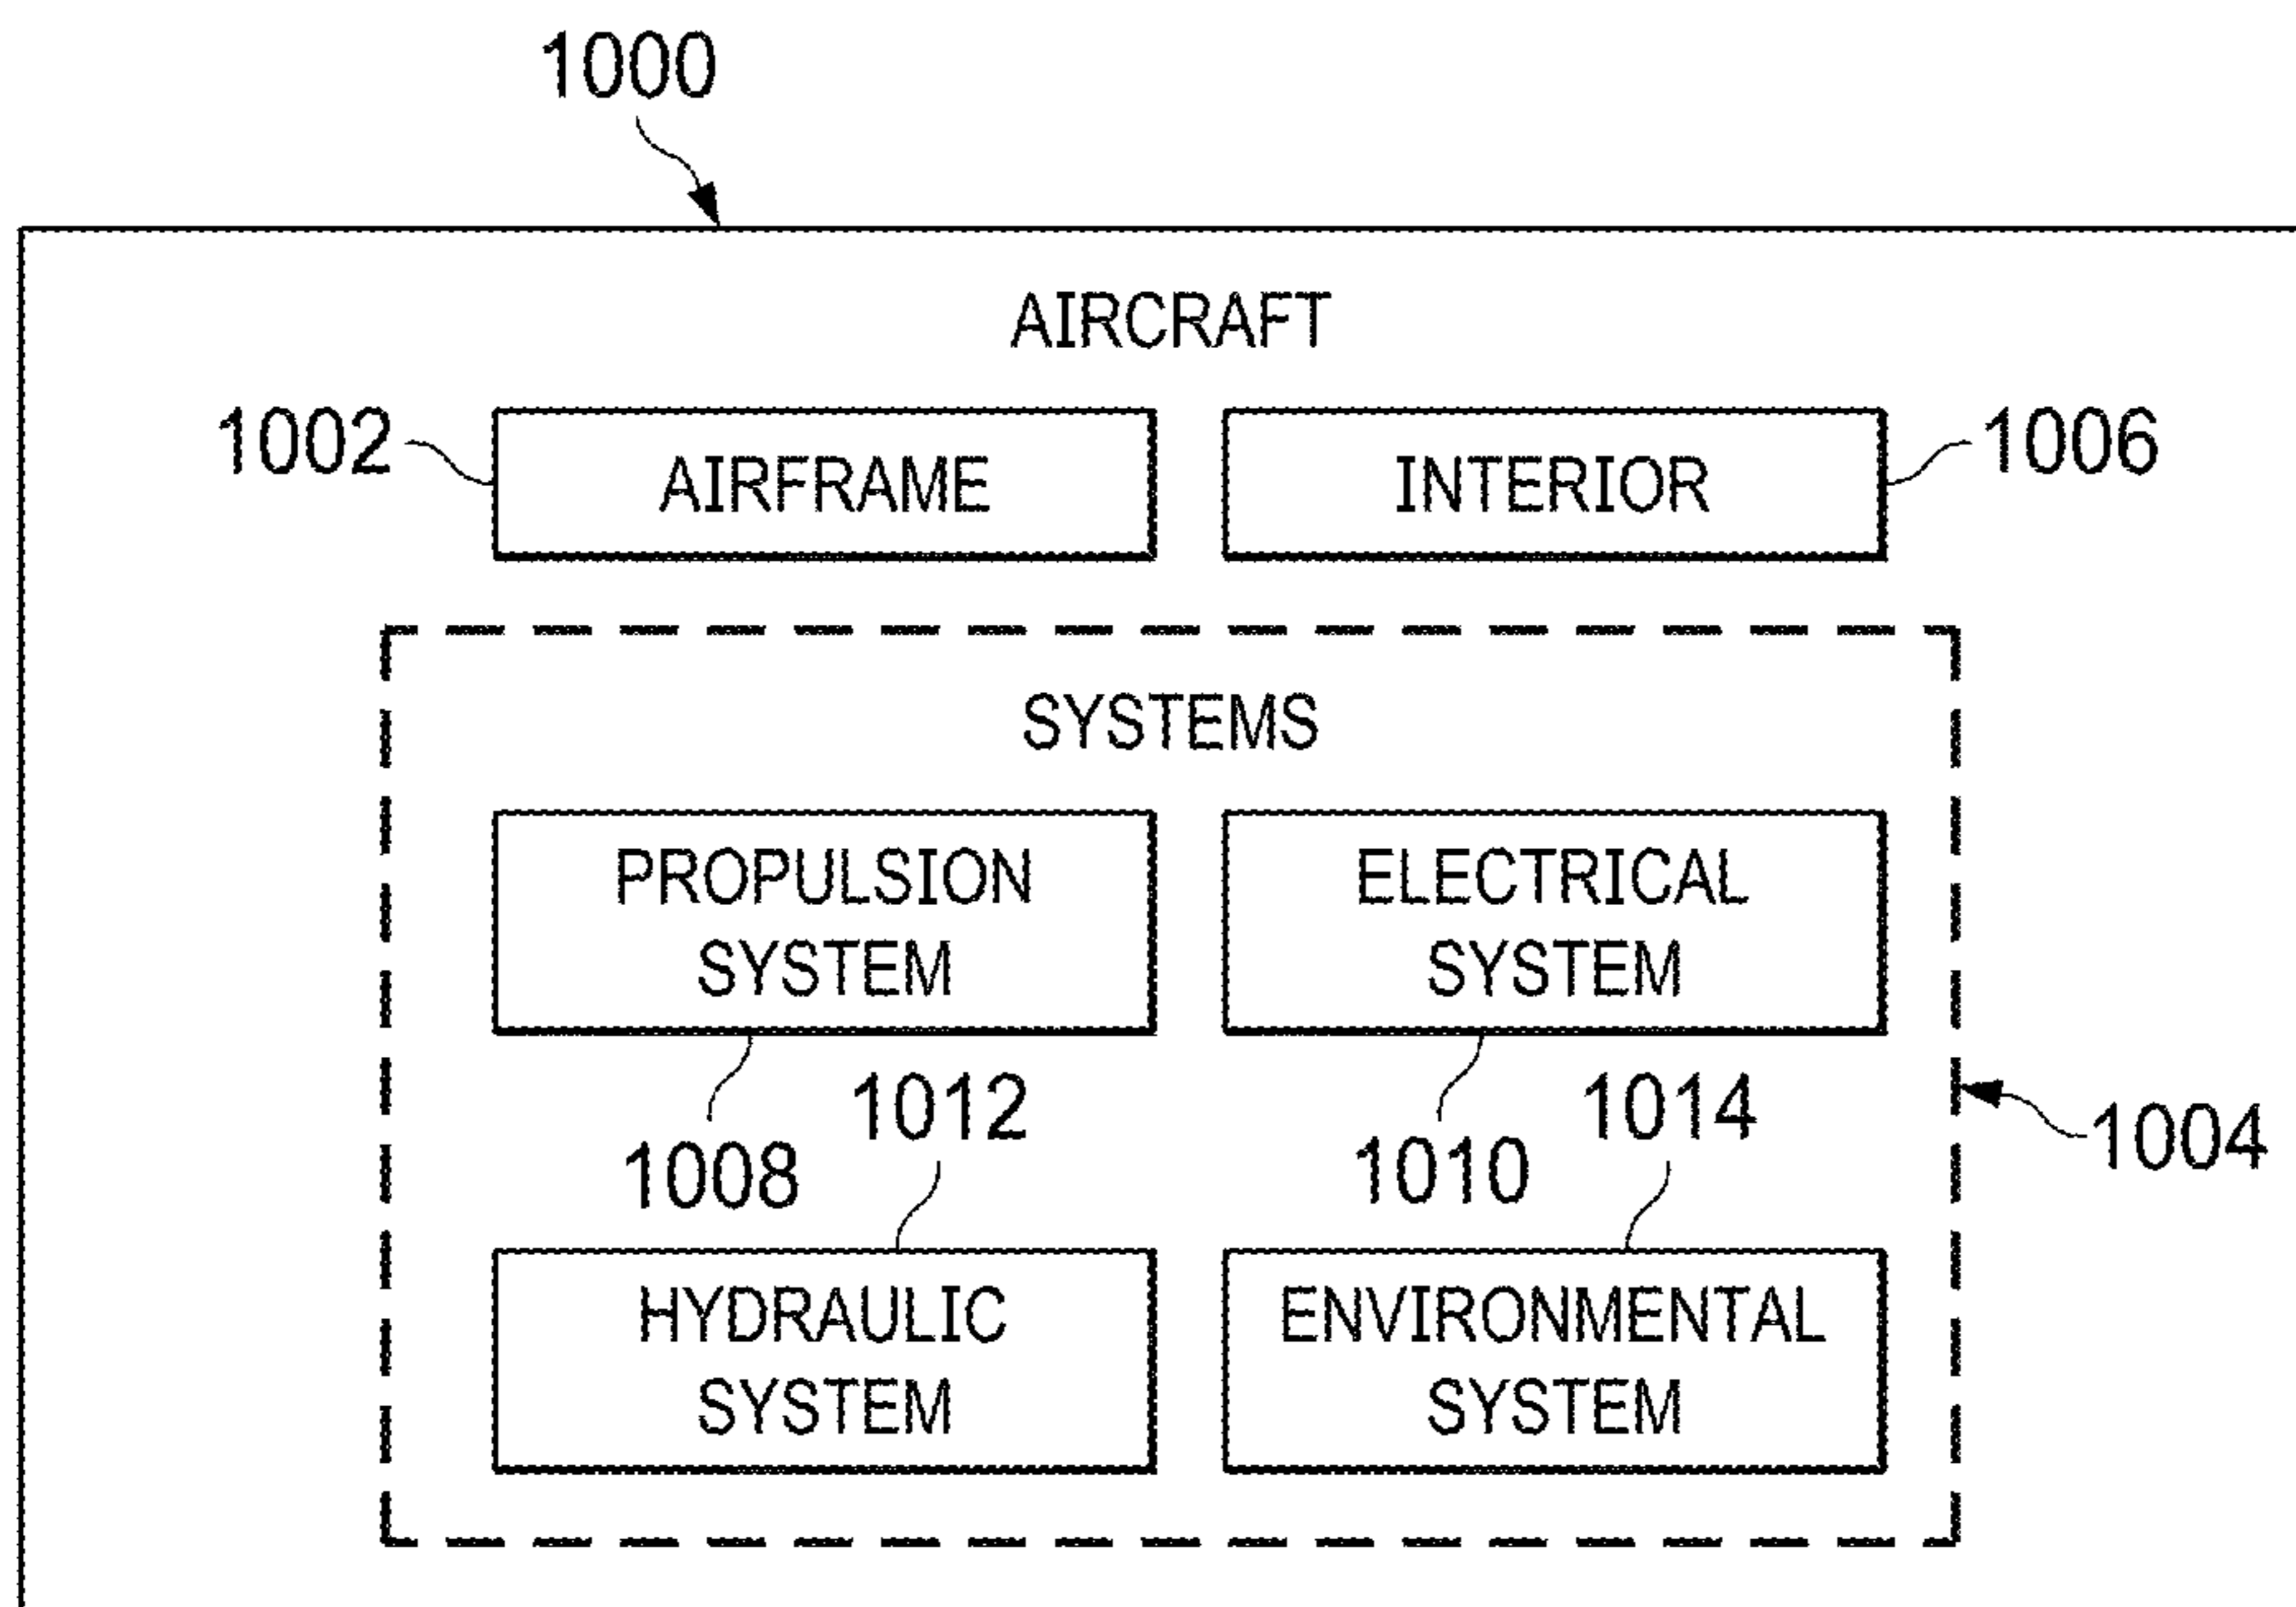 1000
AIRCRAFT
1002
AIRFRAME
INTERIOR
1006
SYSTEMS
PROPULSION
SYSTEM
ELECTRICAL
SYSTEM
1008
1012
1010
1014
1004
HYDRAULIC
SYSTEM
ENVIRONMENTAL
SYSTEM